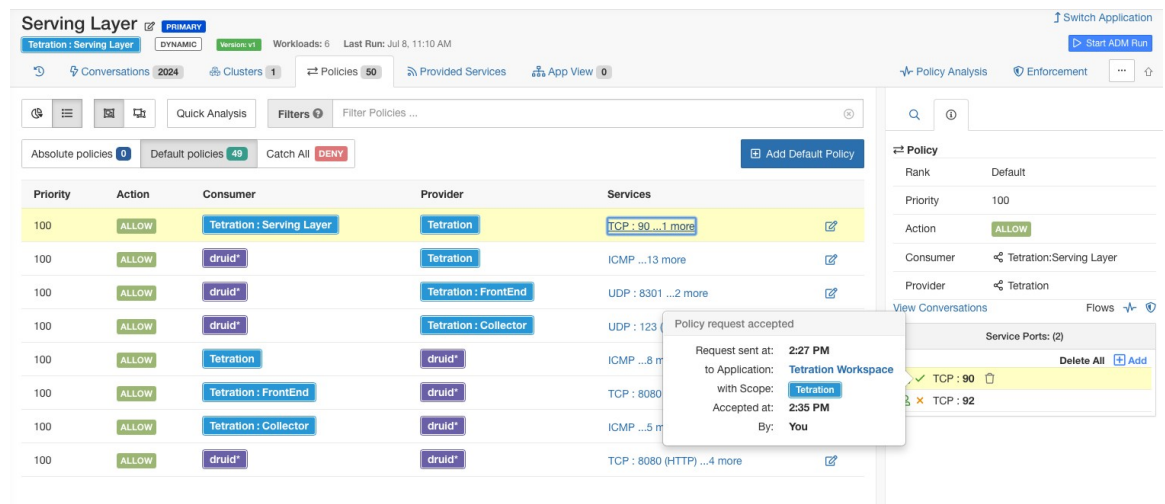 Serving Layer PRIMARY
Switch Application
Tetration : Serving Layer DYNAMIC Version: v1 Workloads: 6 Last Run: Jul 8, 11:10 AM
Start ADM Run
Conversations 2024 Clusters 1 Policies 50 Provided Services App View 0
Policy Analysis Enforcement ...
Quick Analysis Filters Filter Policies ...
Absolute policies 0 Default policies 49 Catch All DENY
Add Default Policy
Priority Action Consumer Provider Services
100 ALLOW Tetration : Serving Layer Tetration TCP : 90 ...1 more
100 ALLOW druid* Tetration ICMP ...13 more
100 ALLOW druid* Tetration : FrontEnd UDP : 8301 ...2 more
100 ALLOW druid* Tetration : Collector UDP : 123 (
100 ALLOW Tetration druid* ICMP ...8 m
100 ALLOW Tetration : FrontEnd druid* TCP : 8080
100 ALLOW Tetration : Collector druid* ICMP ...5 m
100 ALLOW druid* druid* TCP : 8080 (HTTP) ...4 more
Policy request accepted
Request sent at: 2:27 PM
to Application: Tetration Workspace
with Scope: Tetration
Accepted at: 2:35 PM
By: You
Policy
Rank Default
Priority 100
Action ALLOW
Consumer Tetration:Serving Layer
Provider Tetration
View Conversations Flows
Service Ports: (2)
Delete All Add
TCP : 90
TCP : 92